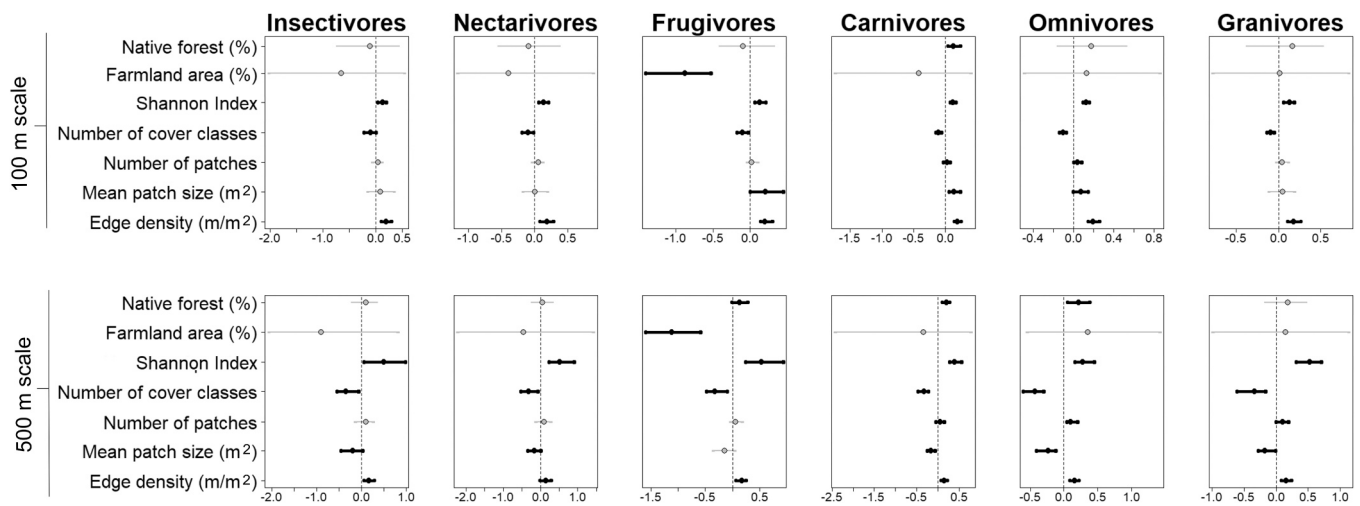 Insectivores Nectarivores Frugivores Carnivores Omnivores Granivores
100 m scale
Native forest (%)
Farmland area (%)
Shannon Index
Number of cover classes
Number of patches
Mean patch size (m2)
Edge density (m/m2)
-2.0 -1.0 0.0 0.5 -1.0 -0.5 0.0 0.5 -1.0 -0.5 0.0 -1.5 -1.0 0.0 -0.4 0.0 0.4 0.8 -0.5 0.0 0.5
500 m scale
Native forest (%)
Farmland area (%)
Shannon Index
Number of cover classes
Number of patches
Mean patch size (m2)
Edge density (m/m2)
-2.0 -1.0 0.0 1.0 -2.0 -1.0 0.0 1.0 -1.5 -0.5 0.5 -2.5 -1.5 -0.5 0.5 -0.5 0.0 0.5 1.0 -1.0 -0.5 0.0 0.5 1.0